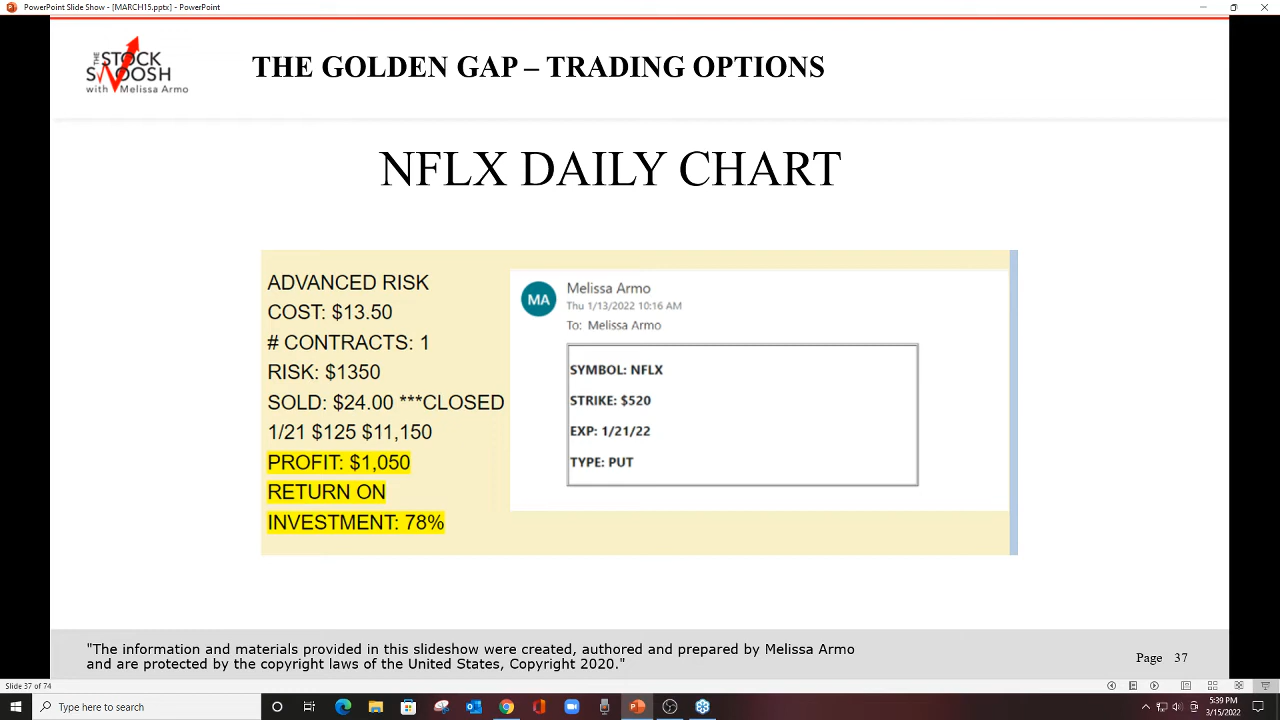 PowerPoint Slide Show - [MARCH15.pptx] - PowerPoint
THE STOCK SWOOSH
with Melissa Armo
THE GOLDEN GAP – TRADING OPTIONS
NFLX DAILY CHART
ADVANCED RISK
COST: $13.50
# CONTRACTS: 1
RISK: $1350
SOLD: $24.00 ***CLOSED
1/21 $125 $11,150
PROFIT: $1,050
RETURN ON
INVESTMENT: 78%
MA
Melissa Armo
Thu 1/13/2022 10:16 AM
To: Melissa Armo
SYMBOL: NFLX
STRIKE: $520
EXP: 1/21/22
TYPE: PUT
"The information and materials provided in this slideshow were created, authored and prepared by Melissa Armo
and are protected by the copyright laws of the United States, Copyright 2020."
Page 37
Slide 37 of 74
Type here to search
5:39 PM
3/15/2022